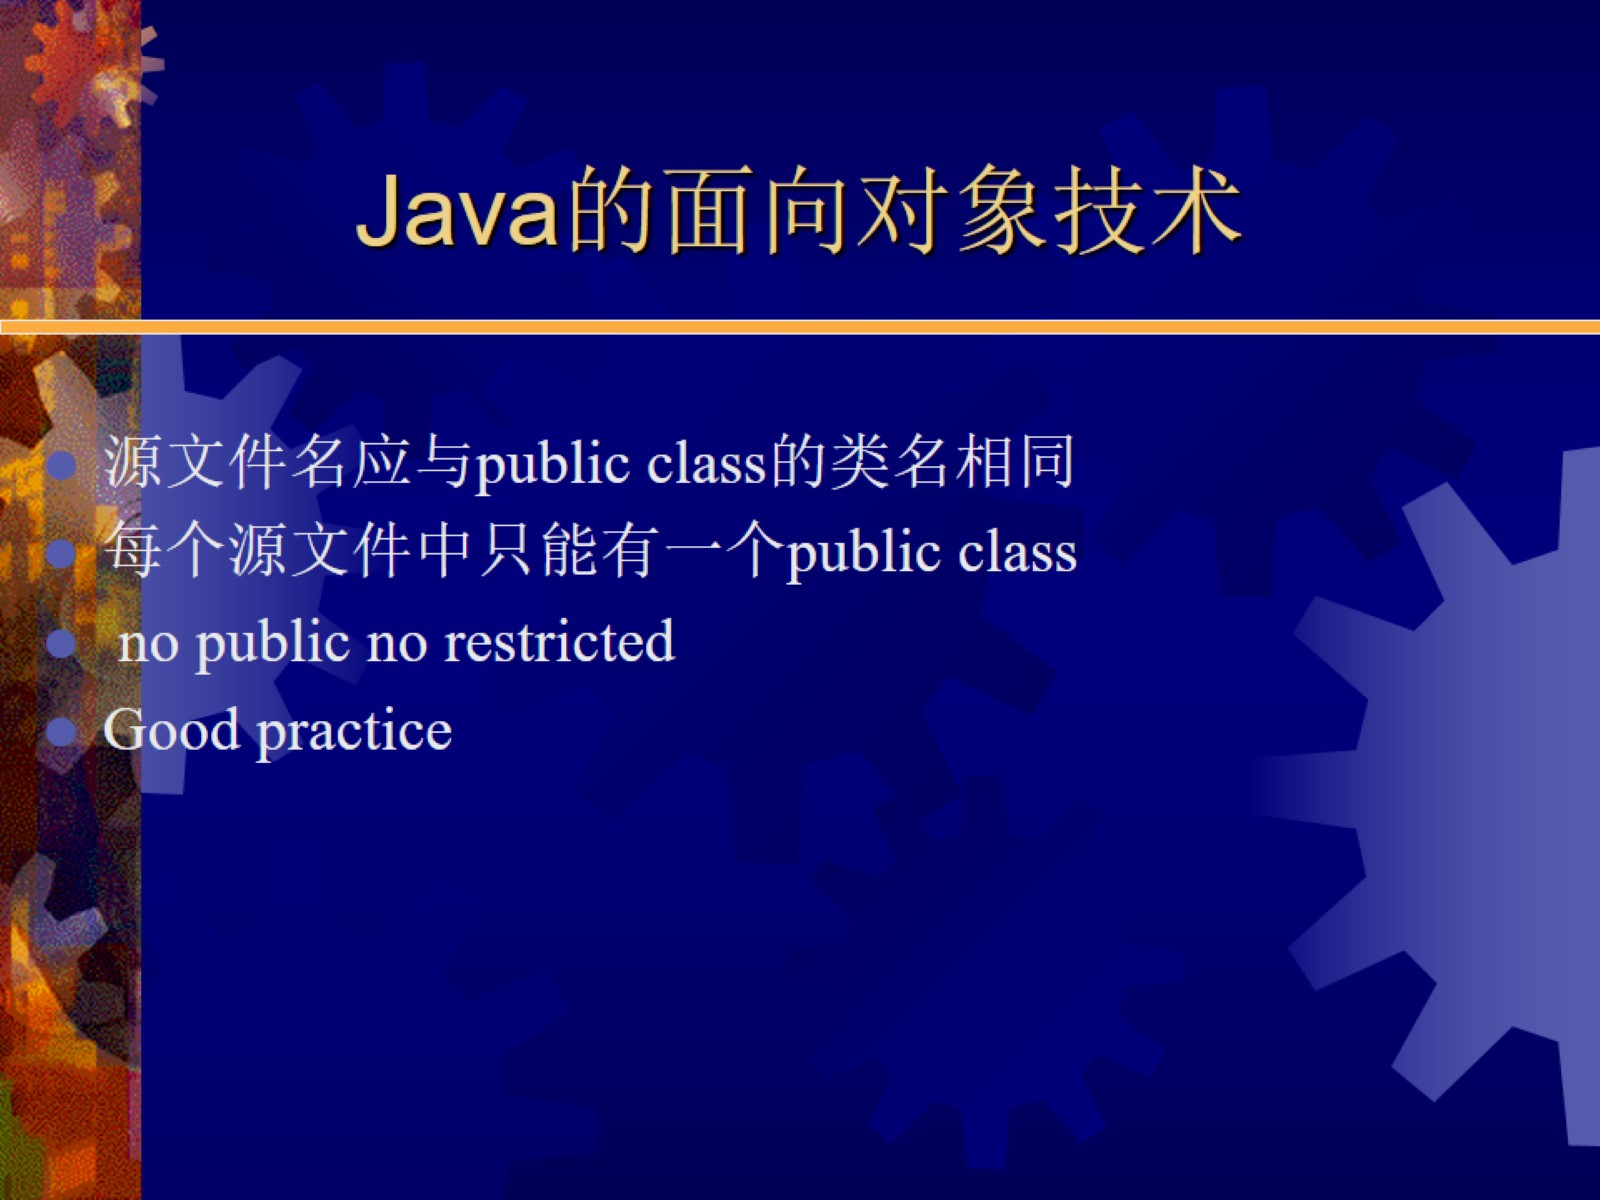 Java的面向对象技术
源文件名应与public class的类名相同
每个源文件中只能有一个public class
no public no restricted
Good practice